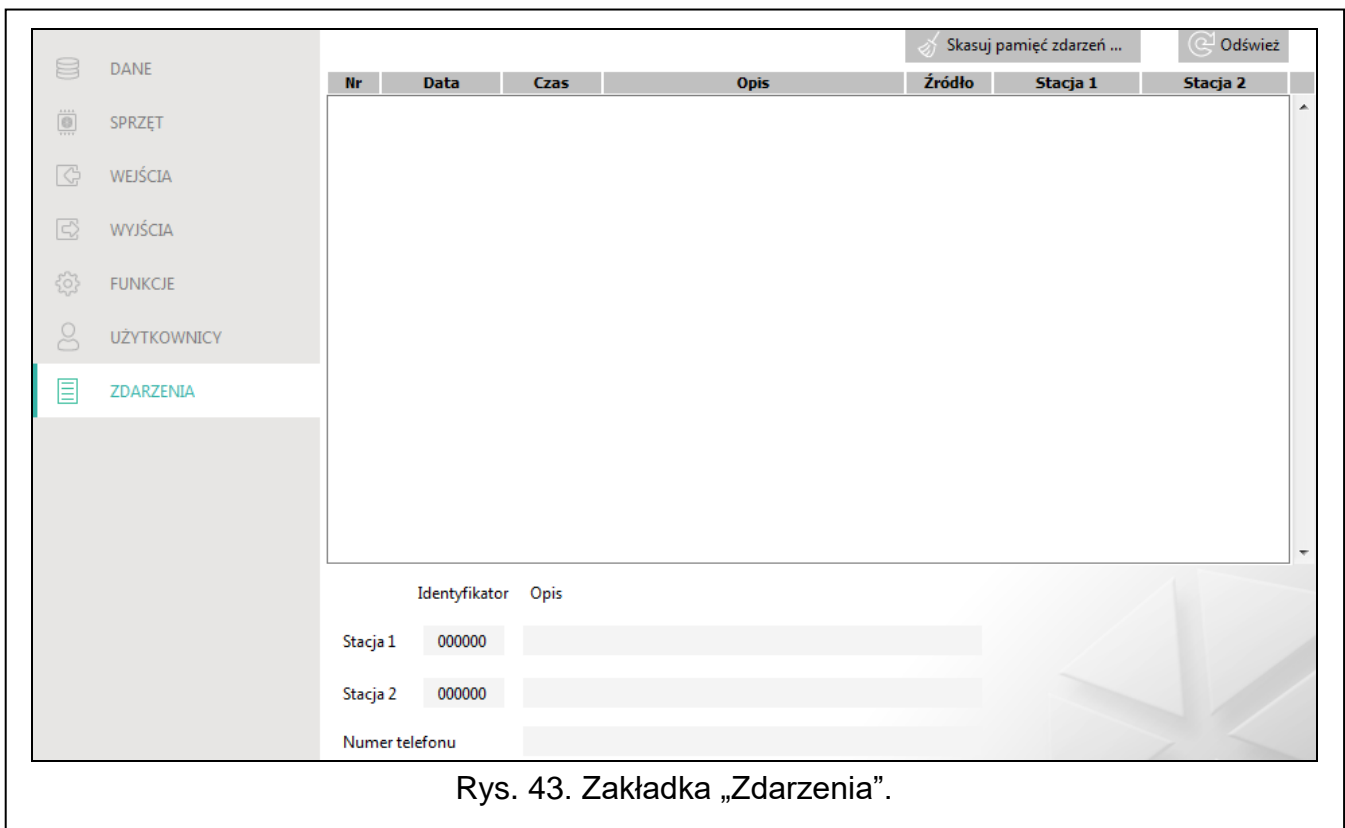 Skasuj pamięć zdarzeń ... Odśwież
DANE
SPRZĘT
WEJŚCIA
WYJŚCIA
FUNKCJE
UŻYTKOWNICY
ZDARZENIA
Nr Data Czas Opis Źródło Stacja 1 Stacja 2
Identyfikator Opis
Stacja 1 000000
Stacja 2 000000
Numer telefonu
Rys. 43. Zakładka „Zdarzenia”.